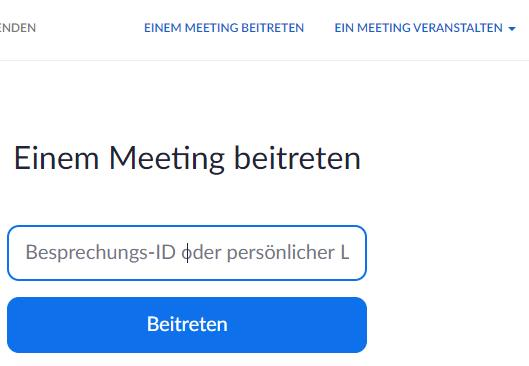 ENDEN EINEM MEETING BEITRETEN EIN MEETING VERANSTALTEN
Einem Meeting beitreten
Besprechungs-ID oder persönlicher L
Beitreten